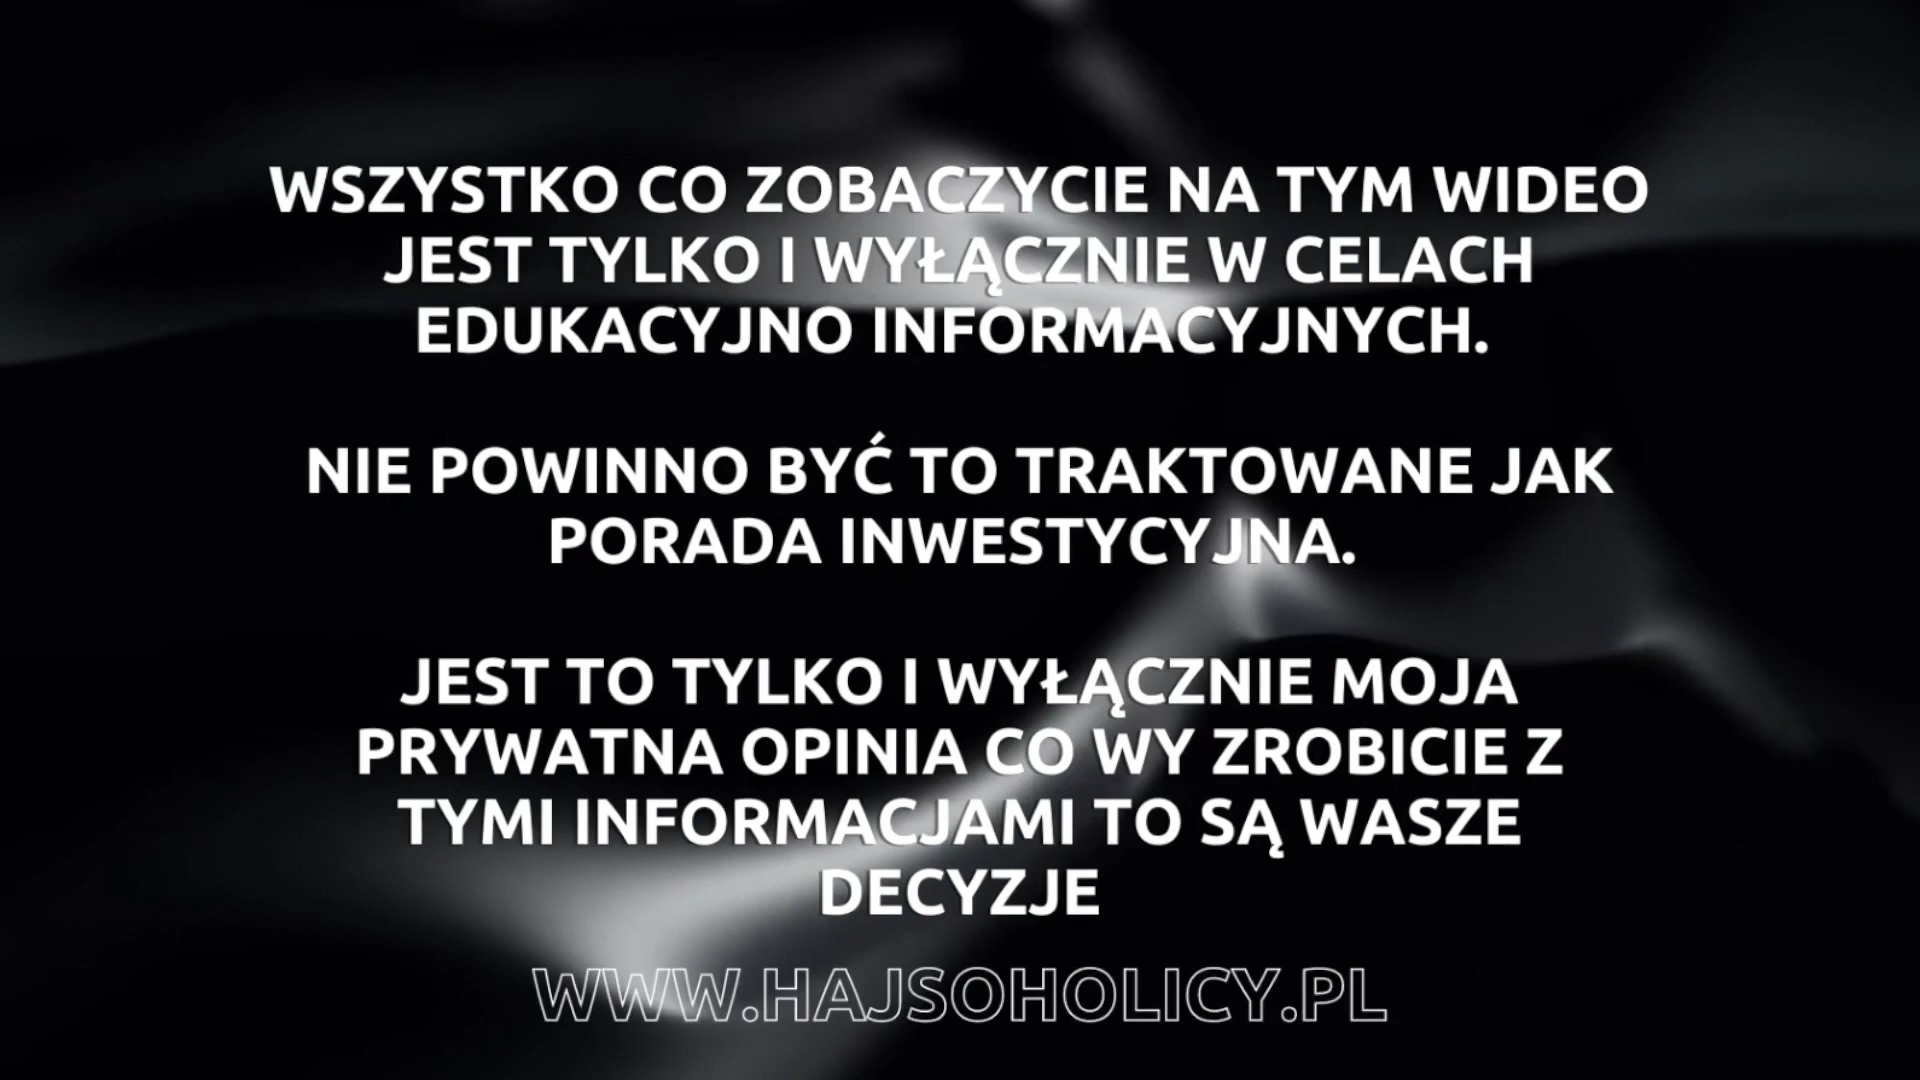 WSZYSTKO CO ZOBACZYCIE NA TYM WIDEO
JEST TYLKO I WYŁĄCZNIE W CELACH
EDUKACYJNO INFORMACYJNYCH.
NIE POWINNO BYĆ TO TRAKTOWANE JAK
PORADA INWESTYCYJNA.
JEST TO TYLKO I WYŁĄCZNIE MOJA
PRYWATNA OPINIA CO WY ZROBICIE Z
TYMI INFORMACJAMI TO SĄ WASZE
DECYZJE
WWW.HAJSOHOLICY.PL